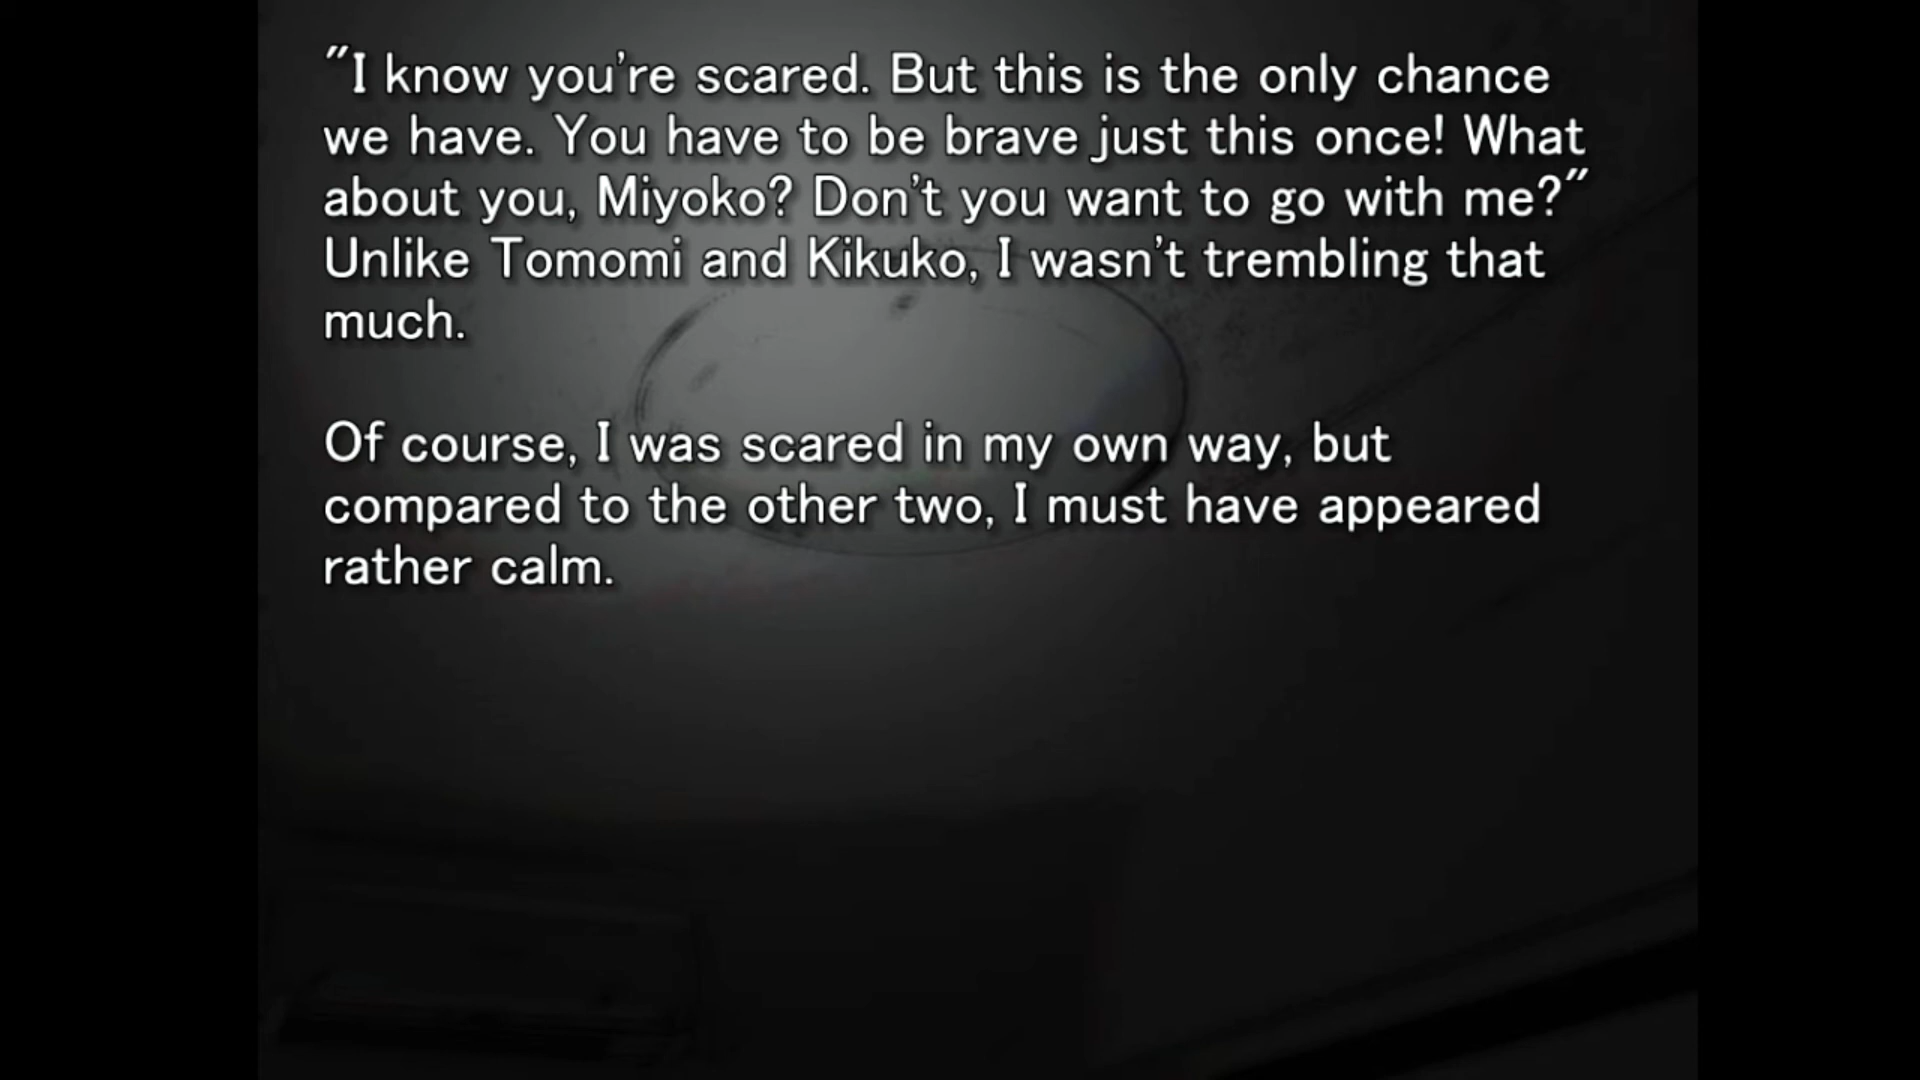 "I know you're scared. But this is the only chance
we have. You have to be brave just this once! What
about you, Miyoko? Don't you want to go with me?"
Unlike Tomomi and Kikuko, I wasn't trembling that
much.
Of course, I was scared in my own way, but
compared to the other two, I must have appeared
rather calm.